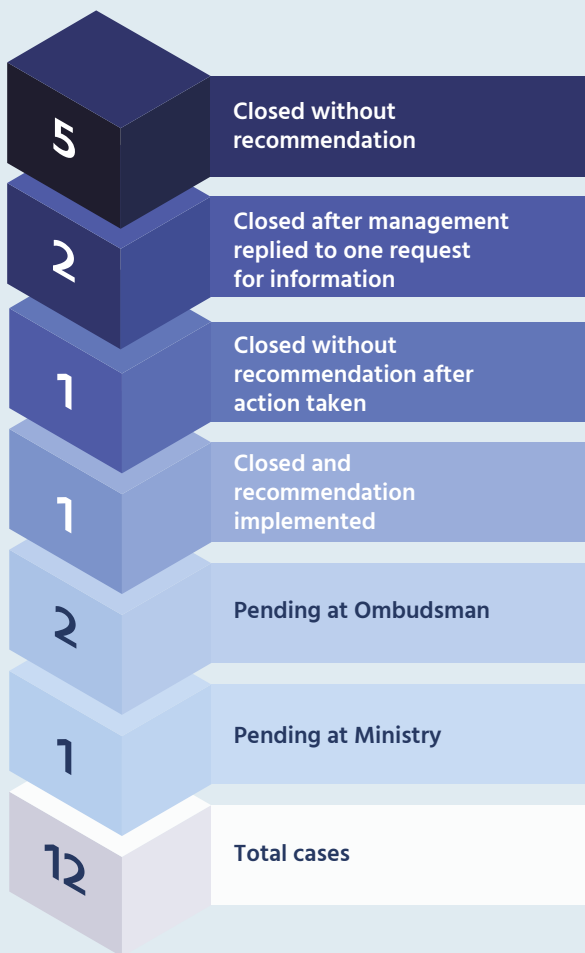 5
Closed without
recommendation
2
Closed after management
replied to one request
for information
1
Closed without
recommendation after
action taken
1
Closed and
recommendation
implemented
2
Pending at Ombudsman
1
Pending at Ministry
12
Total cases